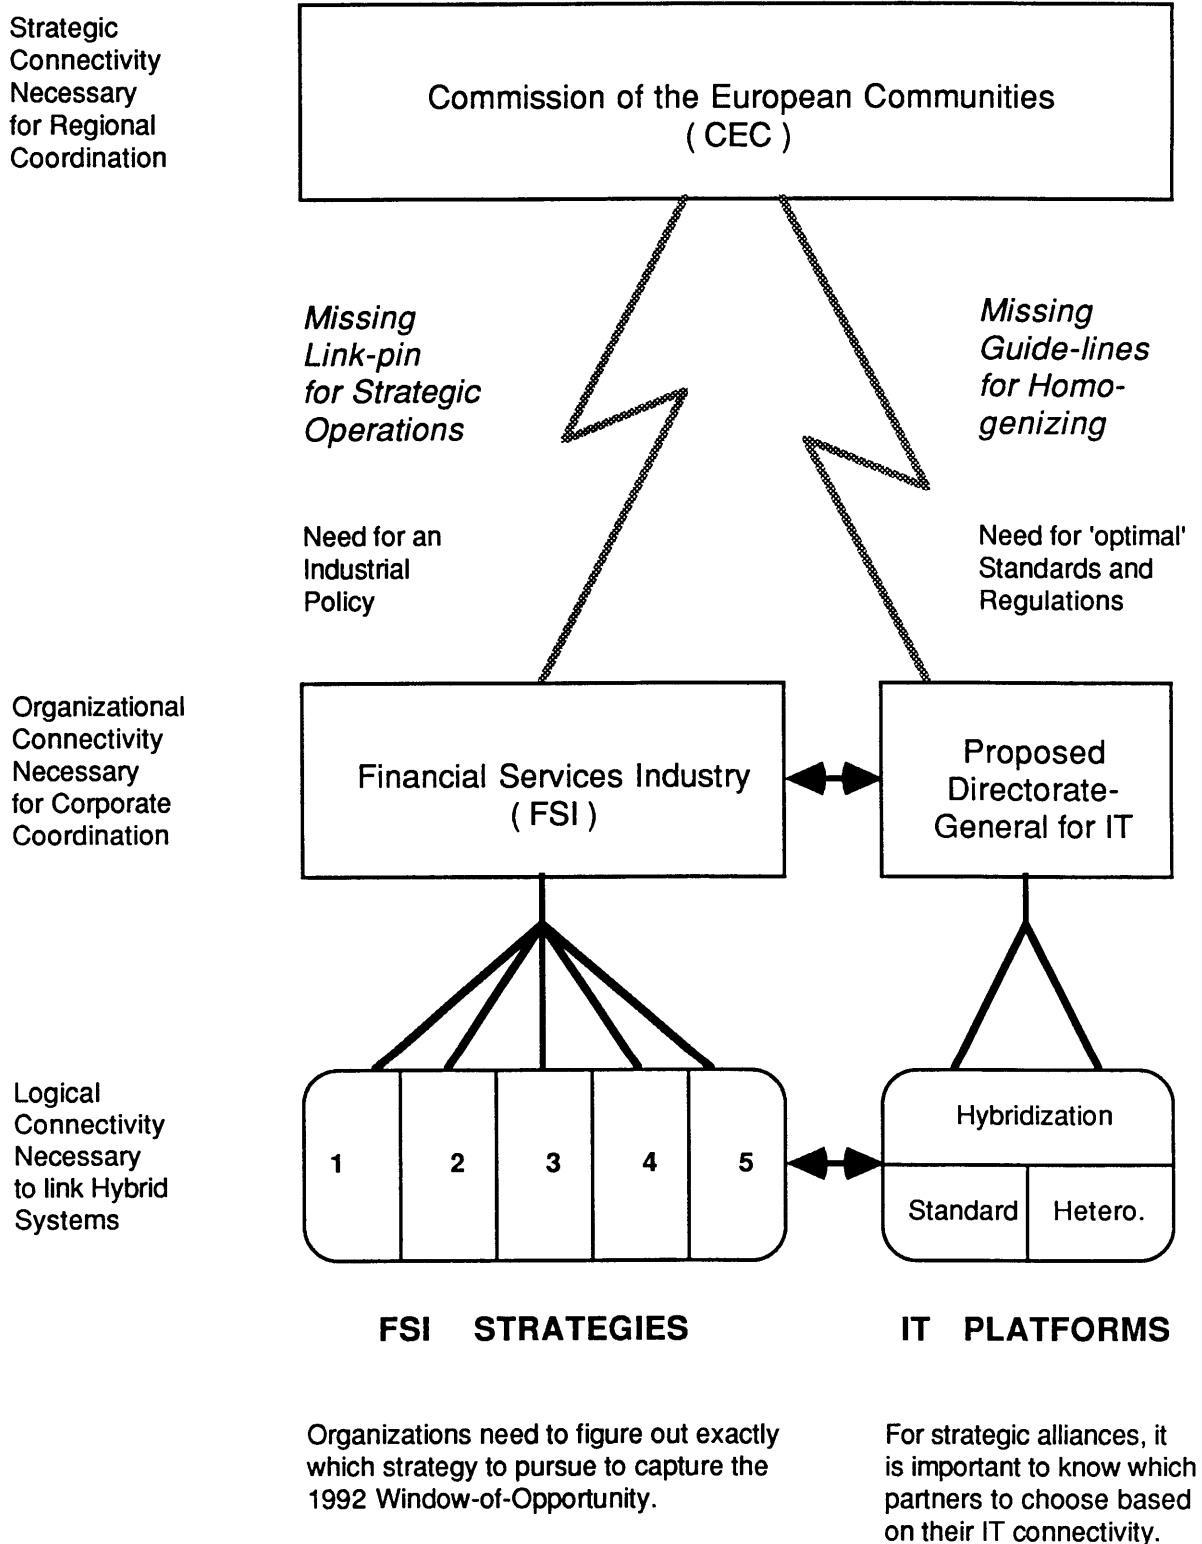 Strategic
Connectivity
Necessary
for Regional
Coordination
Commission of the European Communities
( CEC )
Missing
Link-pin
for Strategic
Operations
Missing
Guide-lines
for Homo-
genizing
Need for an
Industrial
Policy
Need for 'optimal'
Standards and
Regulations
Organizational
Connectivity
Necessary
for Corporate
Coordination
Financial Services Industry
( FSI )
Proposed
Directorate-
General for IT
Logical
Connectivity
Necessary
to link Hybrid
Systems
1 2 3 4 5
Hybridization
Standard Hetero.
FSI STRATEGIES
IT PLATFORMS
Organizations need to figure out exactly
which strategy to pursue to capture the
1992 Window-of-Opportunity.
For strategic alliances, it
is important to know which
partners to choose based
on their IT connectivity.